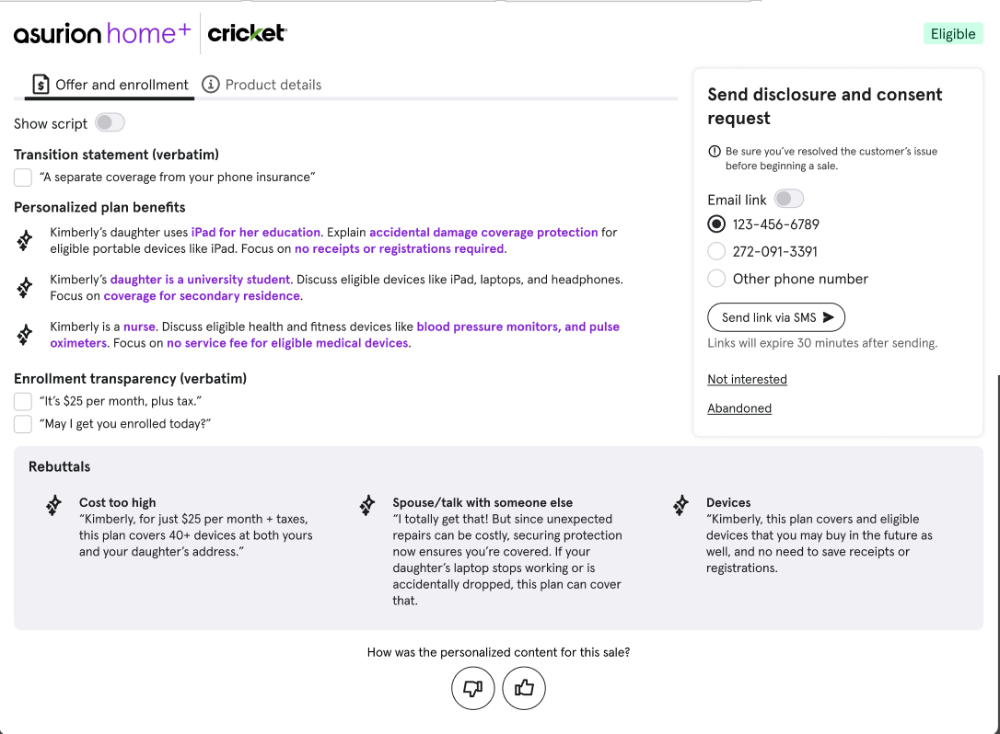 asurion home+ cricket
Eligible
Offer and enrollment
Product details
Show script
Transition statement (verbatim)
“A separate coverage from your phone insurance”
Personalized plan benefits
Kimberly’s daughter uses iPad for her education. Explain accidental damage coverage protection for
eligible portable devices like iPad. Focus on no receipts or registrations required.
Kimberly’s daughter is a university student. Discuss eligible devices like iPad, laptops, and headphones.
Focus on coverage for secondary residence.
Kimberly is a nurse. Discuss eligible health and fitness devices like blood pressure monitors, and pulse
oximeters. Focus on no service fee for eligible medical devices.
Enrollment transparency (verbatim)
“It’s $25 per month, plus tax.”
“May I get you enrolled today?”
Send disclosure and consent
request
Be sure you’ve resolved the customer’s issue
before beginning a sale.
Email link
123-456-6789
272-091-3391
Other phone number
Send link via SMS
Links will expire 30 minutes after sending.
Not interested
Abandoned
Rebuttals
Cost too high
“Kimberly, for just $25 per month + taxes,
this plan covers 40+ devices at both yours
and your daughter’s address.”
Spouse/talk with someone else
“I totally get that! But since unexpected
repairs can be costly, securing protection
now ensures you’re covered. If your
daughter’s laptop stops working or is
accidentally dropped, this plan can cover
that.
Devices
“Kimberly, this plan covers and eligible
devices that you may buy in the future as
well, and no need to save receipts or
registrations.
How was the personalized content for this sale?